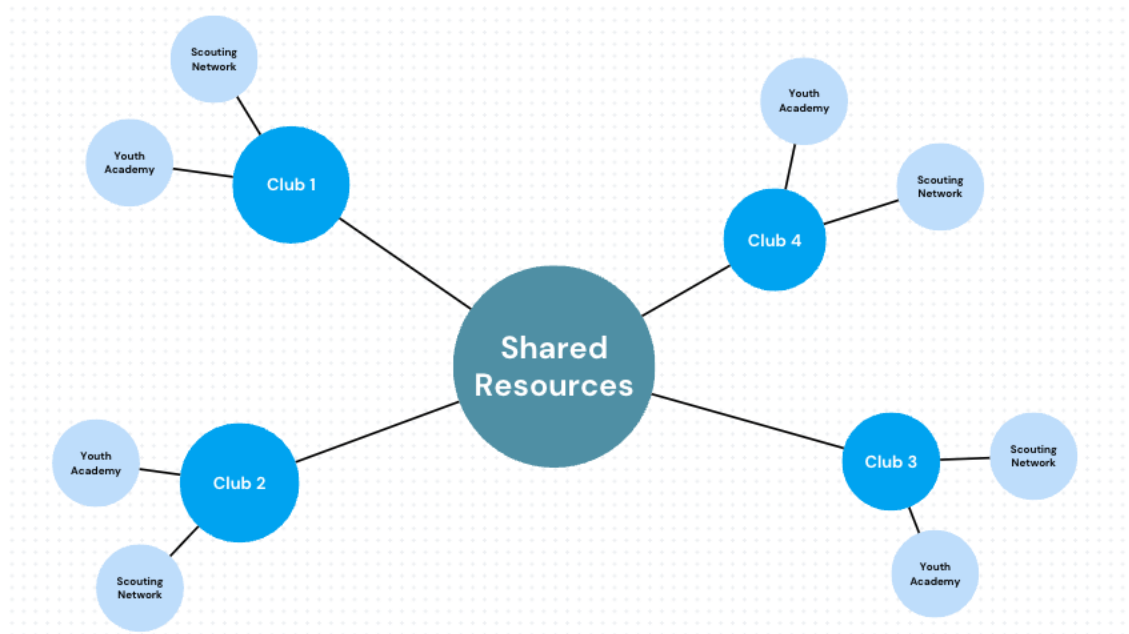 Scouting
Network
Youth
Academy
Club 1
Youth
Academy
Scouting
Network
Club 4
Shared
Resources
Youth
Academy
Scouting
Network
Club 2
Club 3
Scouting
Network
Youth
Academy